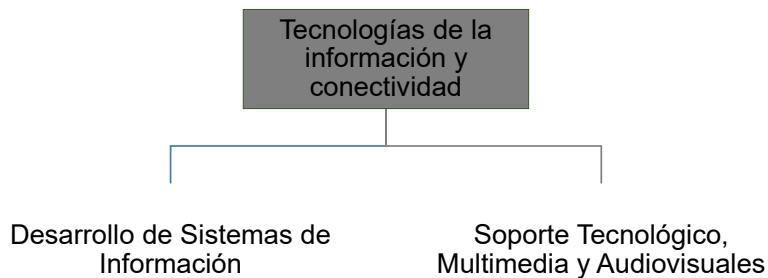 Tecnologías de la
información y
conectividad
Desarrollo de Sistemas de
Información
Soporte Tecnológico,
Multimedia y Audiovisuales